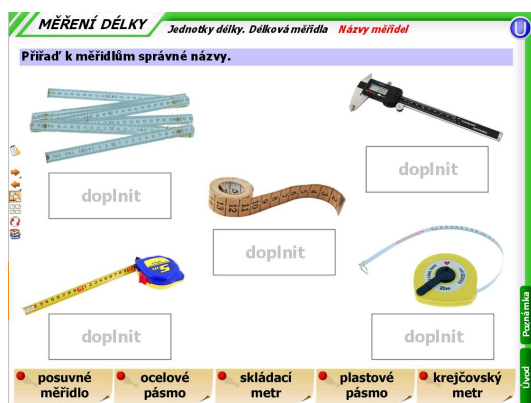 MĚŘENÍ DÉLKY
Jednotky délky. Délková měřidla Názvy měřidel
U
Přiřaď k měřidlům správné názvy.
doplnit
doplnit
doplnit
doplnit
doplnit
Poznámka
Úvod
posuvné
měřidlo
ocelové
pásmo
skládací
metr
plastové
pásmo
krejčovský
metr